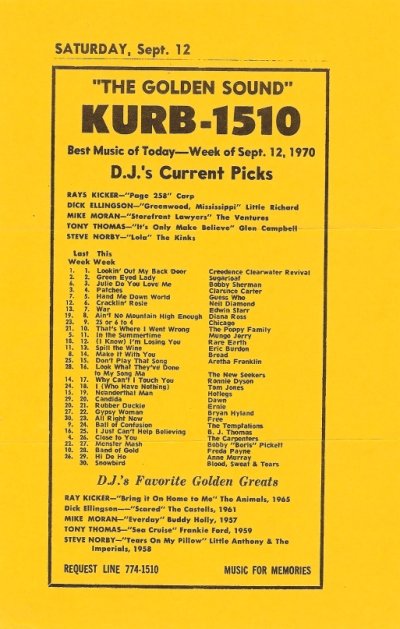 SATURDAY, Sept. 12
"THE GOLDEN SOUND"
KURB-1510
Best Music of Today—Week of Sept. 12, 1970
D.J.'s Current Picks
RAYS KICKER—"Page 258" Carp
DICK ELLINGSON—"Greenwood, Mississippi" Little Richard
MIKE MORAN—"Storefront Lawyers" The Ventures
TONY THOMAS—"It's Only Make Believe" Glen Campbell
STEVE NORBY—"Lola" The Kinks
Last This
Week Week
1. 1. Lookin' Out My Back Door Creedence Clearwater Revival
2. 2. Green Eyed Lady Sugarloaf
6. 3. Julie Do You Love Me Bobby Sherman
3. 4. Patches Clarence Carter
7. 5. Hand Me Down World Guess Who
12. 6. Cracklin' Rosie Neil Diamond
13. 7. War Edwin Starr
19. 8. Ain't No Mountain High Enough Diana Ross
23. 9. 25 or 6 to 4 Chicago
21. 10. That's Where I Went Wrong The Poppy Family
5. 11. In the Summertime Mungo Jerry
10. 12. (I Know) I'm Losing You Rare Earth
11. 13. Spill the Wine Eric Burdon
8. 14. Make It With You Bread
25. 15. Don't Play That Song Aretha Franklin
28. 16. Look What They've Done
to My Song Ma The New Seekers
14. 17. Why Can't I Touch You Ronnie Dyson
24. 18. I (Who Have Nothing) Tom Jones
15. 19. Neanderthal Man Hotlegs
29. 20. Candida Dawn
20. 21. Rubber Duckie Ernie
27. 22. Gypsy Woman Bryan Hyland
30. 23. All Right Now Free
9. 24. Ball of Confusion The Temptations
16. 25. I Just Can't Help Believing B. J. Thomas
4. 26. Close to You The Carpenters
22. 27. Monster Mash Bobby "Boris" Pickett
10. 28. Band of Gold Freda Payne
26. 29. Hi De Ho Anne Murray
30. Snowbird Blood, Sweat & Tears
D.J.'s Favorite Golden Greats
RAY KICKER—"Bring it On Home to Me" The Animals, 1965
Dick Ellingson—"Scared" The Castells, 1961
MIKE MORAN—"Everday" Buddy Holly, 1957
TONY THOMAS—"Sea Cruise" Frankie Ford, 1959
STEVE NORBY—"Tears On My Pillow" Little Anthony & The
Imperials, 1958
REQUEST LINE 774-1510 MUSIC FOR MEMORIES